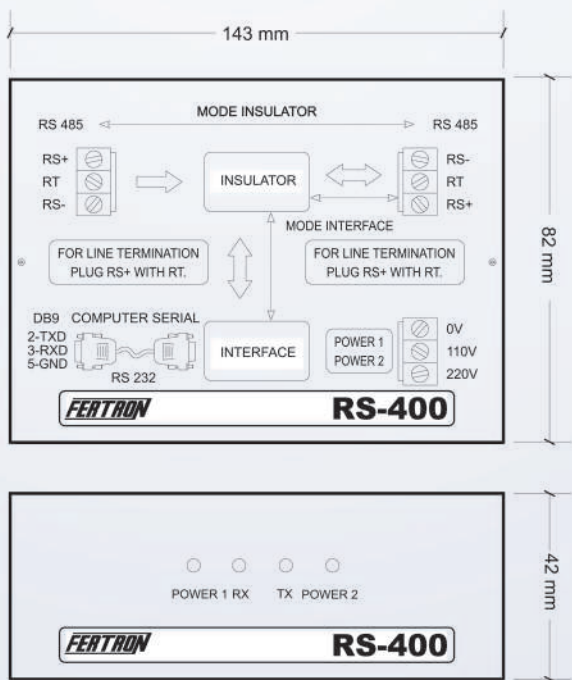 143 mm
MODE INSULATOR
RS 485 RS 485
RS+
RT
RS-
INSULATOR
RS-
RT
RS+
MODE INTERFACE
FOR LINE TERMINATION
PLUG RS+ WITH RT.
FOR LINE TERMINATION
PLUG RS+ WITH RT.
82 mm
DB9 COMPUTER SERIAL
2-TXD
3-RXD
5-GND
RS 232
INTERFACE
POWER 1
POWER 2
0V
110V
220V
FERTRON RS-400
POWER 1 RX TX POWER 2
42 mm
FERTRON RS-400